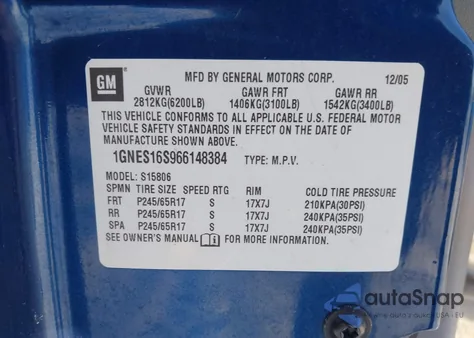 GM
MFD BY GENERAL MOTORS CORP. 12/05
GVWR GAWR FRT GAWR RR
2812KG(6200LB) 1406KG(3100LB) 1542KG(3400LB)
THIS VEHICLE CONFORMS TO ALL APPLICABLE U.S. FEDERAL MOTOR
VEHICLE SAFETY STANDARDS IN EFFECT ON THE DATE OF
MANUFACTURE SHOWN ABOVE.
1GNES16S966148384 TYPE: M.P.V.
MODEL: S15806
SPMN TIRE SIZE SPEED RTG RIM COLD TIRE PRESSURE
FRT P245/65R17 S 17X7J 210KPA(30PSI)
RR P245/65R17 S 17X7J 240KPA(35PSI)
SPA P245/65R17 S 17X7J 240KPA(35PSI)
SEE OWNER'S MANUAL FOR MORE INFORMATION.
autoSnap